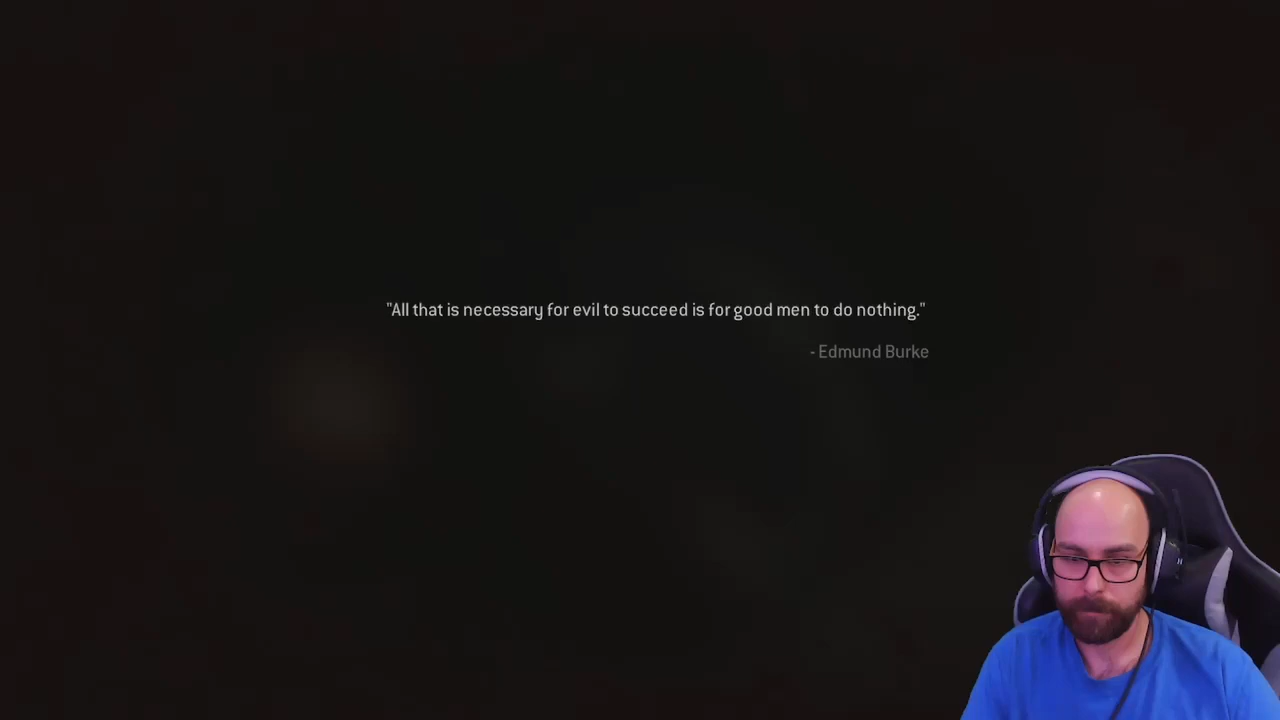 "All that is necessary for evil to succeed is for good men to do nothing."
- Edmund Burke